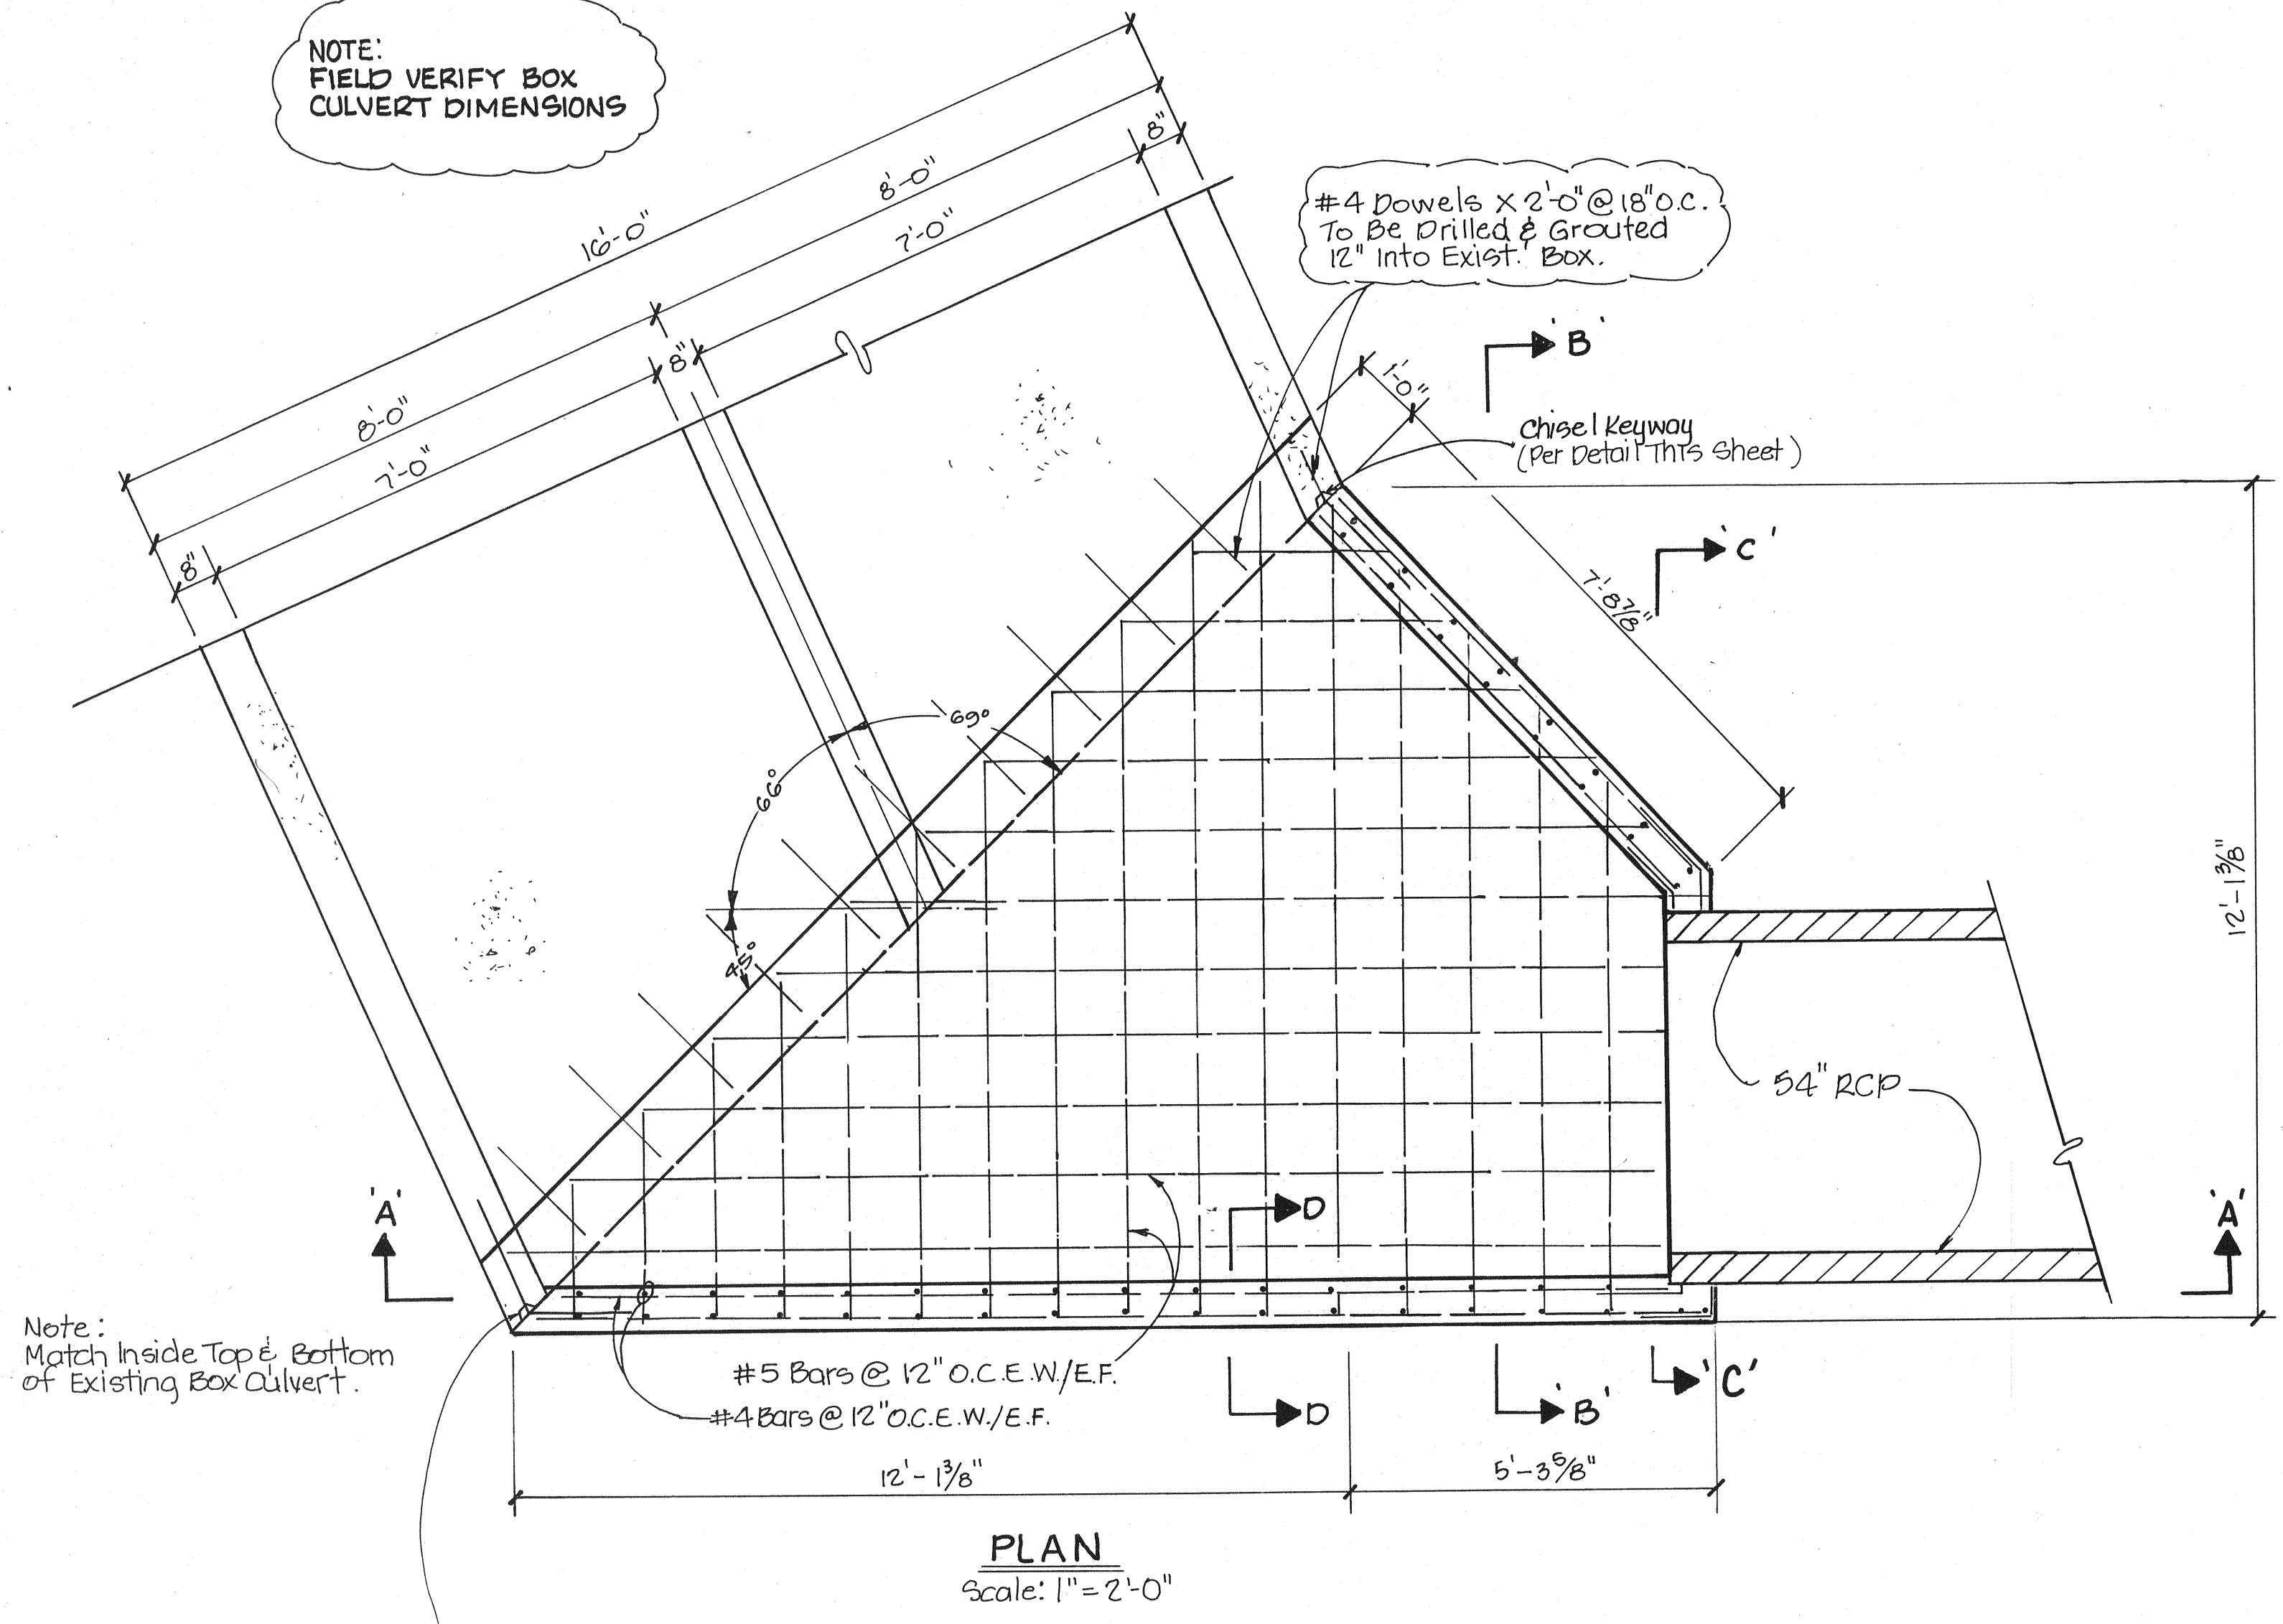 NOTE:
FIELD VERIFY BOX
CULVERT DIMENSIONS
16'-0"
8'-0"
7'-0"
8"
8"
8'-0"
7'-0"
8"
#4 Dowels X 2'-0" @ 18" O.C.
To Be Drilled & Grouted
12" Into Exist. Box.
'B'
1'-0"
Chisel Keyway
(Per Detail This Sheet)
'C'
7'-8 7/8"
69°
66°
45°
12'-1 3/8"
54" RCP
'A'
D
'A'
Note:
Match Inside Top & Bottom
of Existing Box Culvert.
#5 Bars @ 12" O.C.E.W./E.F.
#4 Bars @ 12" O.C.E.W./E.F.
D
'B'
'C'
12'-1 3/8"
5'-3 5/8"
PLAN
Scale: 1" = 2'-0"